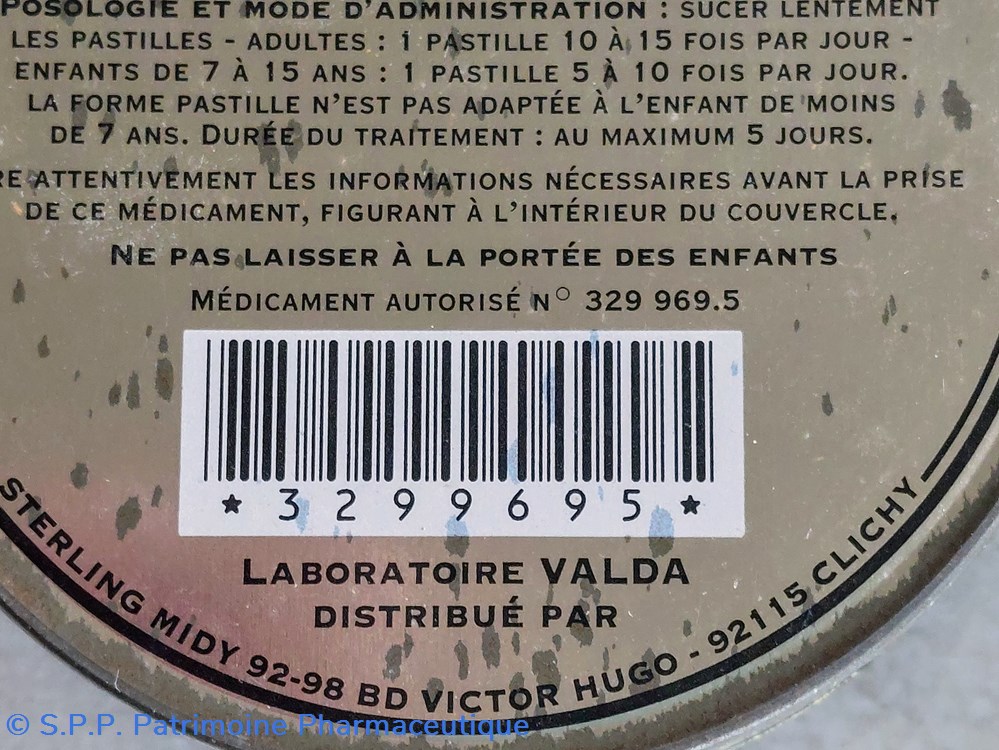 POSOLOGIE ET MODE D'ADMINISTRATION : SUCER LENTEMENT
LES PASTILLES - ADULTES : 1 PASTILLE 10 À 15 FOIS PAR JOUR -
ENFANTS DE 7 À 15 ANS : 1 PASTILLE 5 À 10 FOIS PAR JOUR.
LA FORME PASTILLE N'EST PAS ADAPTÉE À L'ENFANT DE MOINS
DE 7 ANS. DURÉE DU TRAITEMENT : AU MAXIMUM 5 JOURS.
RE ATTENTIVEMENT LES INFORMATIONS NÉCESSAIRES AVANT LA PRISE
DE CE MÉDICAMENT, FIGURANT À L'INTÉRIEUR DU COUVERCLE.
NE PAS LAISSER À LA PORTÉE DES ENFANTS
MÉDICAMENT AUTORISÉ N° 329 969.5
★ 3299695 ★
LABORATOIRE VALDA
DISTRIBUÉ PAR
STERLING MIDY 92-98 BD VICTOR HUGO - 92115 CLICHY
© S.P.P. Patrimoine Pharmaceutique